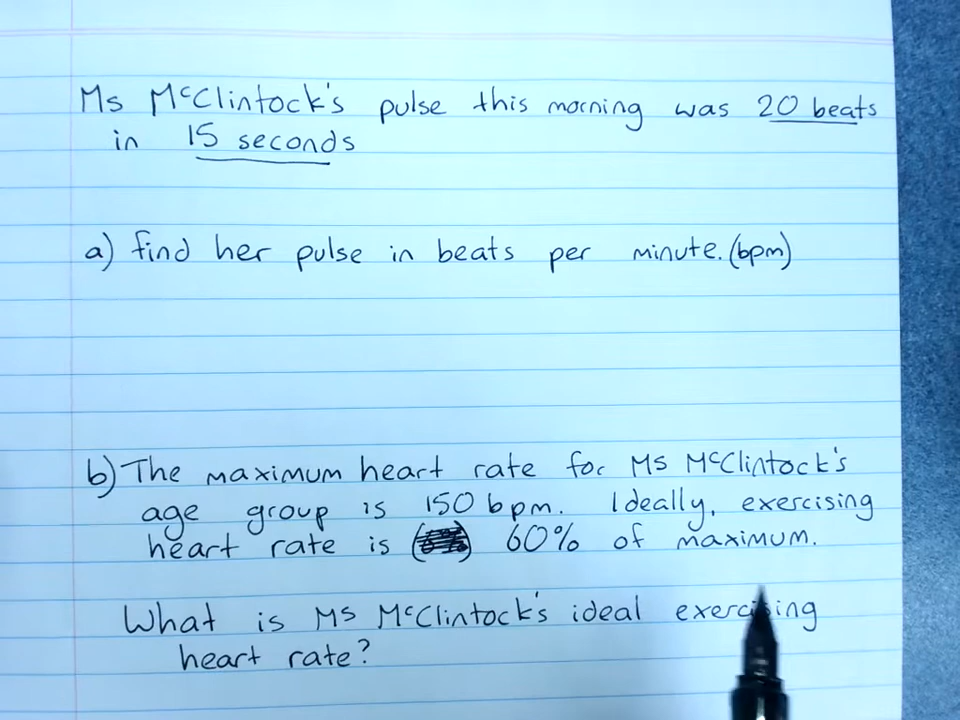 Ms McClintock's pulse this morning was 20 beats
in 15 seconds
a) find her pulse in beats per minute. (bpm)
b) The maximum heart rate for Ms McClintock's
age group is 150 bpm. Ideally, exercising
heart rate is 60% of maximum.
What is Ms McClintock's ideal exercising
heart rate?